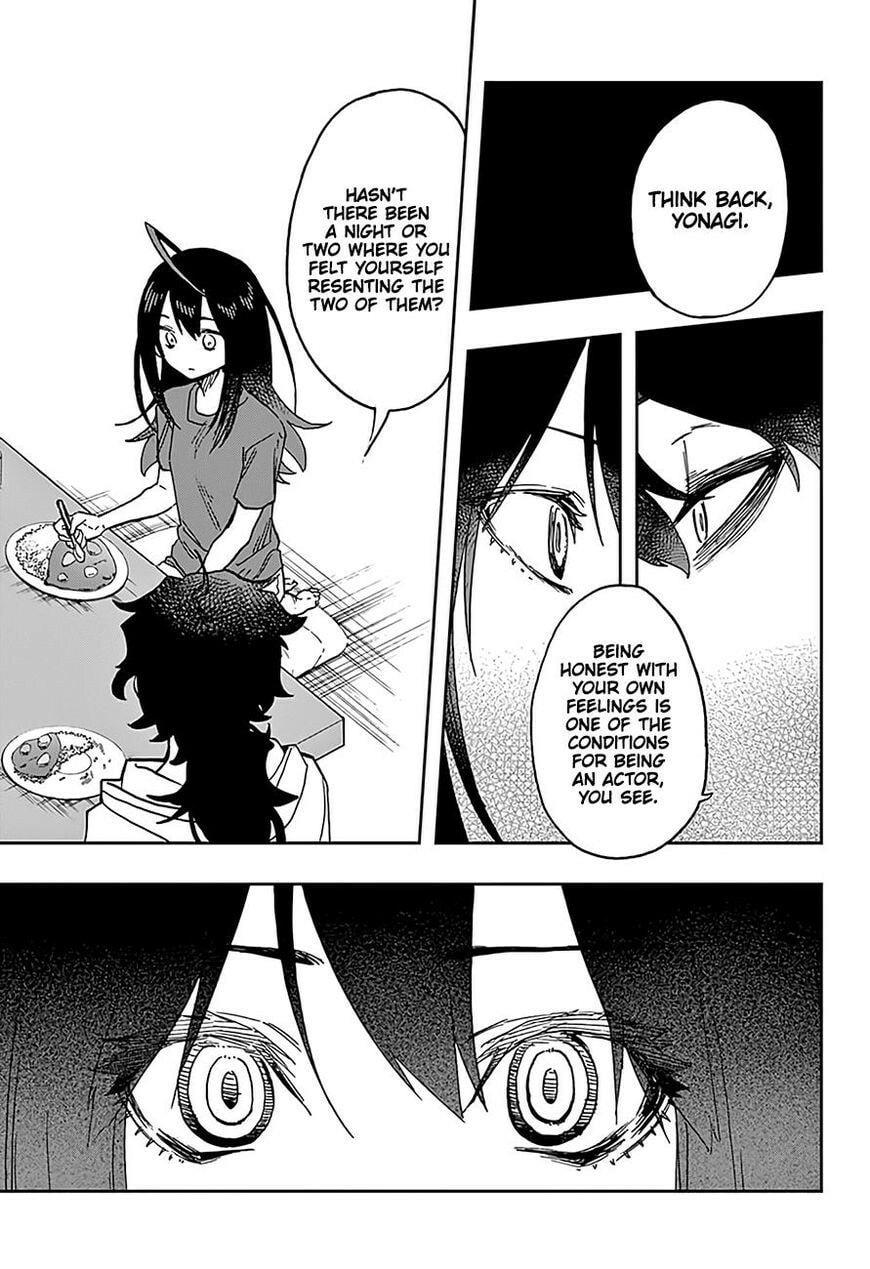 THINK BACK,
YONAGI.
BEING
HONEST WITH
YOUR OWN
FEELINGS IS
ONE OF THE
CONDITIONS
FOR BEING
AN ACTOR,
YOU SEE.
HASN'T
THERE BEEN
A NIGHT OR
TWO WHERE YOU
FELT YOURSELF
RESENTING THE
TWO OF THEM?